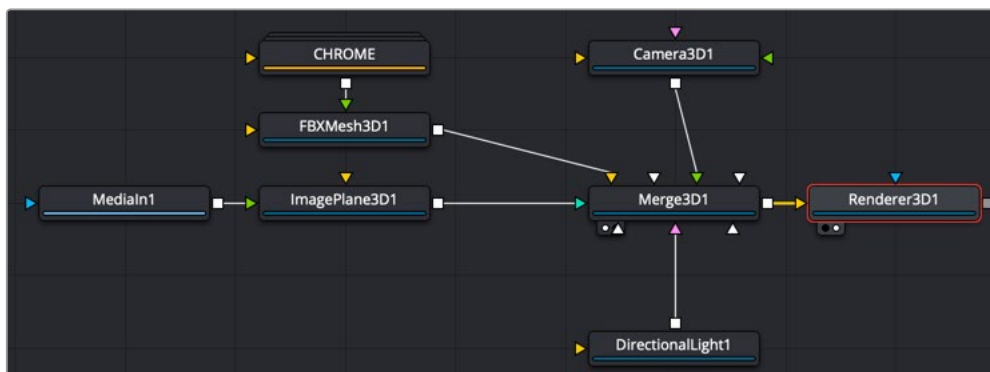 CHROME
Camera3D1
FBXMesh3D1
MediaIn1
ImagePlane3D1
Merge3D1
Renderer3D1
DirectionalLight1